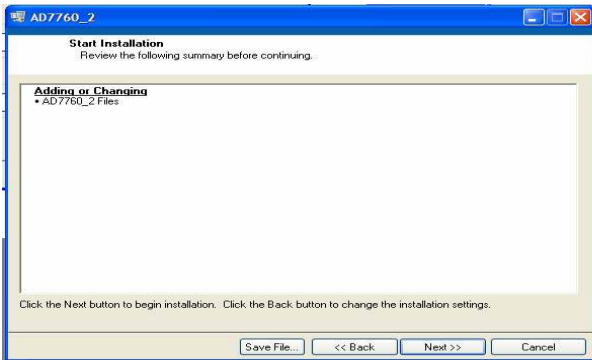 AD7760_2
Start Installation
Review the following summary before continuing.
Adding or Changing
• AD7760_2 Files
Click the Next button to begin installation. Click the Back button to change the installation settings.
Save File... << Back Next >> Cancel